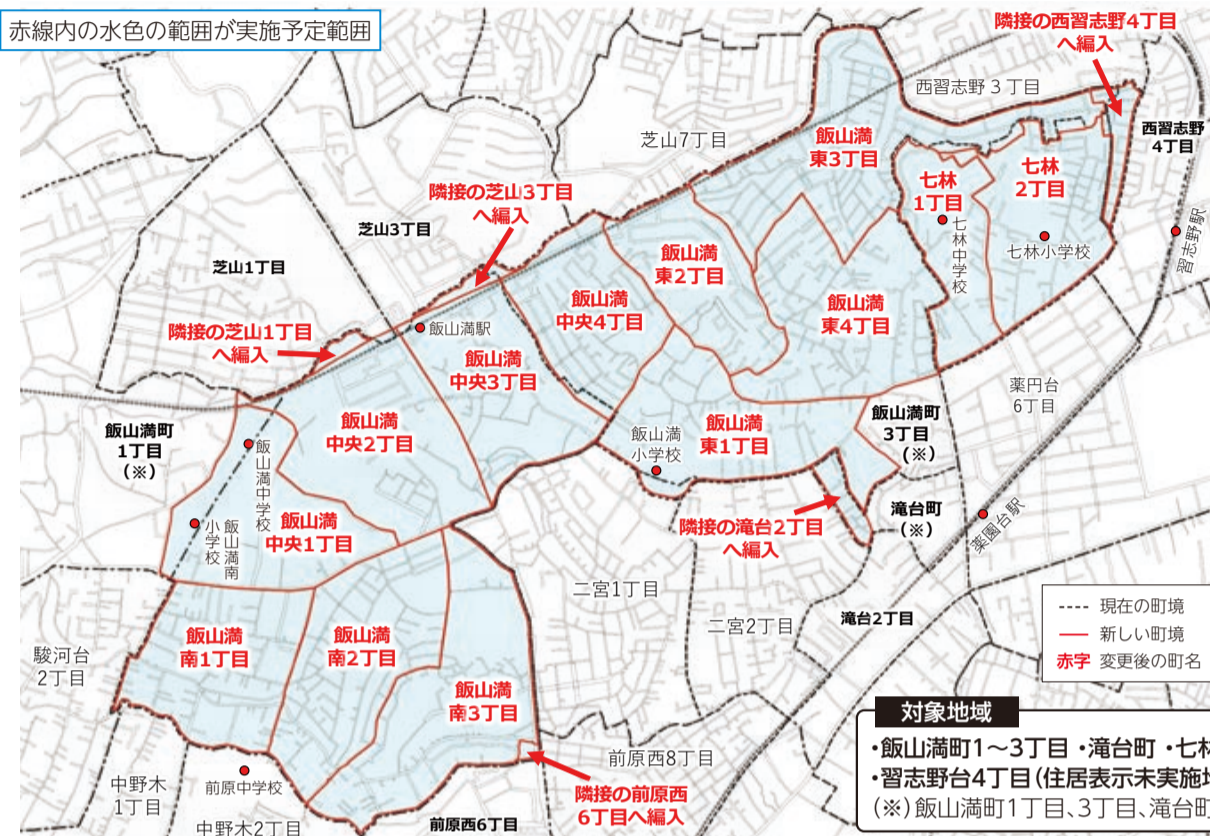 赤線内の水色の範囲が実施予定範囲
隣接の西習志野4丁目
へ編入
西習志野3丁目
西習志野
4丁目
芝山7丁目
飯山満
東3丁目
七林
1丁目
七林
2丁目
七林中学校
七林小学校
習志野駅
隣接の芝山3丁目
へ編入
芝山3丁目
芝山1丁目
飯山満
東2丁目
飯山満
中央4丁目
飯山満
東4丁目
隣接の芝山1丁目
へ編入
飯山満駅
飯山満
中央3丁目
薬円台
6丁目
飯山満町
1丁目
(※)
飯山満
中央2丁目
飯山満
東1丁目
飯山満町
3丁目
(※)
飯山満
小学校
飯山満中学校
飯山満南
小学校
飯山満
中央1丁目
隣接の滝台2丁目
へ編入
滝台町
(※)
薬園台駅
二宮1丁目
二宮2丁目
滝台2丁目
駿河台
2丁目
飯山満
南1丁目
飯山満
南2丁目
飯山満
南3丁目
現在の町境
新しい町境
赤字 変更後の町名
前原西8丁目
隣接の前原西
6丁目へ編入
中野木
1丁目
前原中学校
中野木2丁目
前原西6丁目
対象地域
・飯山満町1~3丁目・滝台町・七林
・習志野台4丁目(住居表示未実施地
(※)飯山満町1丁目、3丁目、滝台町